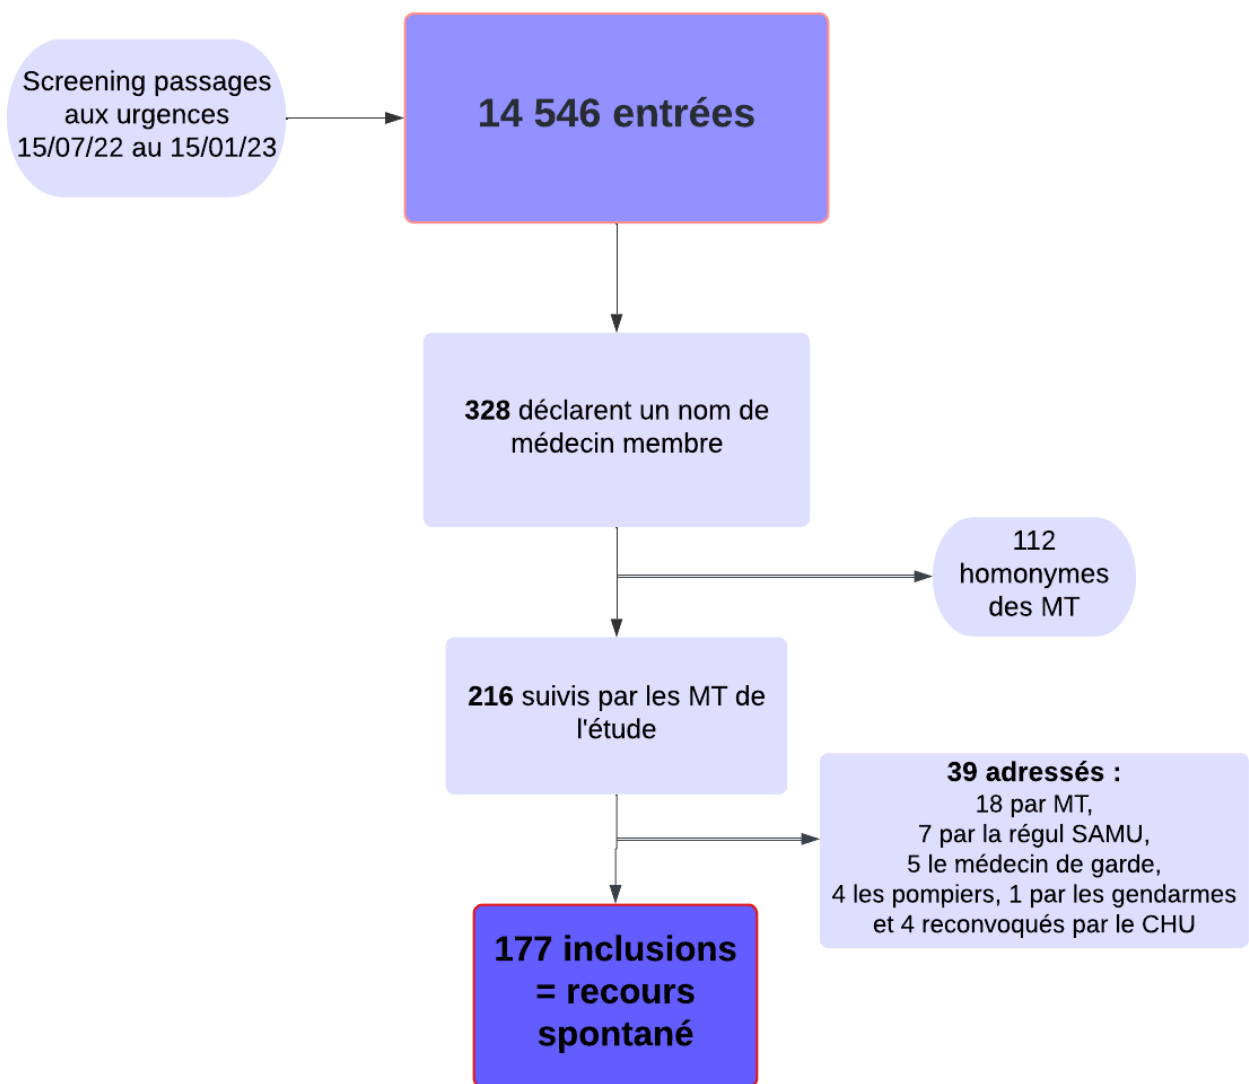 Screening passages
aux urgences
15/07/22 au 15/01/23
14 546 entrées
328 déclarent un nom de
médecin membre
112
homonymes
des MT
216 suivis par les MT de
l'étude
39 adressés :
18 par MT,
7 par la régul SAMU,
5 le médecin de garde,
4 les pompiers, 1 par les gendarmes
et 4 reconvoqués par le CHU
177 inclusions
= recours
spontané